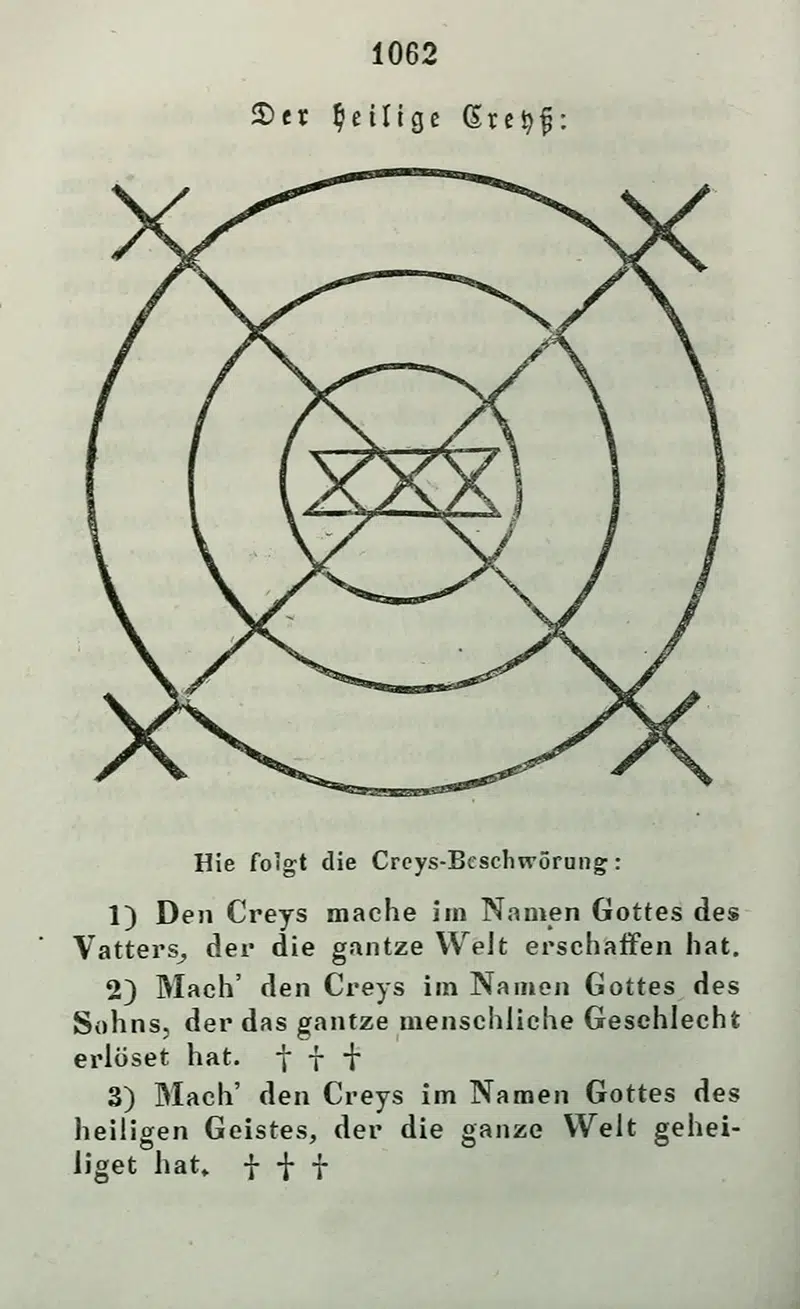 1062
Der heilige Creyß:
Hie folgt die Creys-Beschwörung:
1) Den Creys mache im Namen Gottes des
Vatters, der die gantze Welt erschaffen hat.
2) Mach’ den Creys im Namen Gottes des
Sohns, der das gantze menschliche Geschlecht
erlöset hat. † † †
3) Mach’ den Creys im Namen Gottes des
heiligen Geistes, der die ganze Welt gehei-
liget hat. † † †